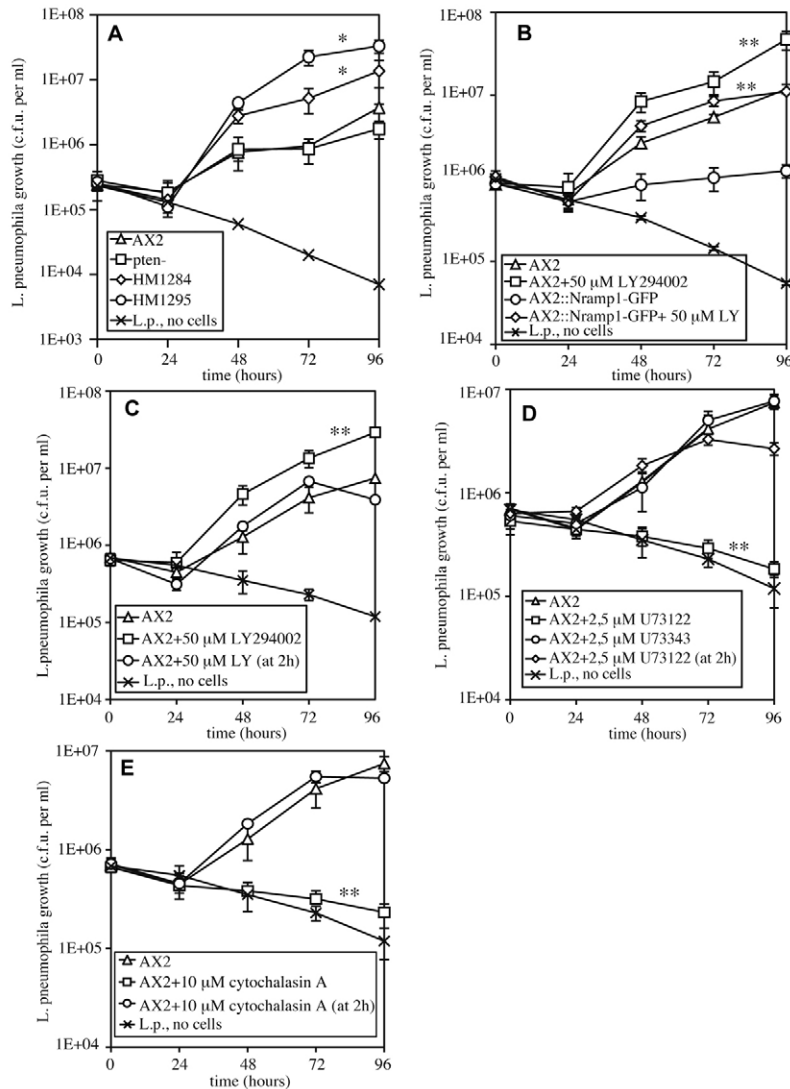 A
L. pneumophila growth (c.f.u. per ml)
1E+08
1E+07
1E+06
1E+05
1E+04
1E+03
*
*
AX2
pten-
HM1284
HM1295
L.p., no cells
0 24 48 72 96
time (hours)
B
L. pneumophila growth (c.f.u. per ml)
1E+08
1E+07
1E+06
1E+05
1E+04
**
**
AX2
AX2+50 µM LY294002
AX2::Nramp1-GFP
AX2::Nramp1-GFP+ 50 µM LY
L.p., no cells
0 24 48 72 96
time (hours)
C
L.pneumophila growth (c.f.u. per ml)
1E+08
1E+07
1E+06
1E+05
1E+04
**
AX2
AX2+50 µM LY294002
AX2+50 µM LY (at 2h)
L.p., no cells
0 24 48 72 96
time (hours)
D
L. pneumophila growth (c.f.u. per ml)
1E+07
1E+06
1E+05
1E+04
**
AX2
AX2+2,5 µM U73122
AX2+2,5 µM U73343
AX2+2,5 µM U73122 (at 2h)
L.p., no cells
0 24 48 72 96
time (hours)
E
L. pneumophila growth (c.f.u. per ml)
1E+07
1E+06
1E+05
1E+04
**
AX2
AX2+10 µM cytochalasin A
AX2+10 µM cytochalasin A (at 2h)
L.p., no cells
0 24 48 72 96
time (hours)